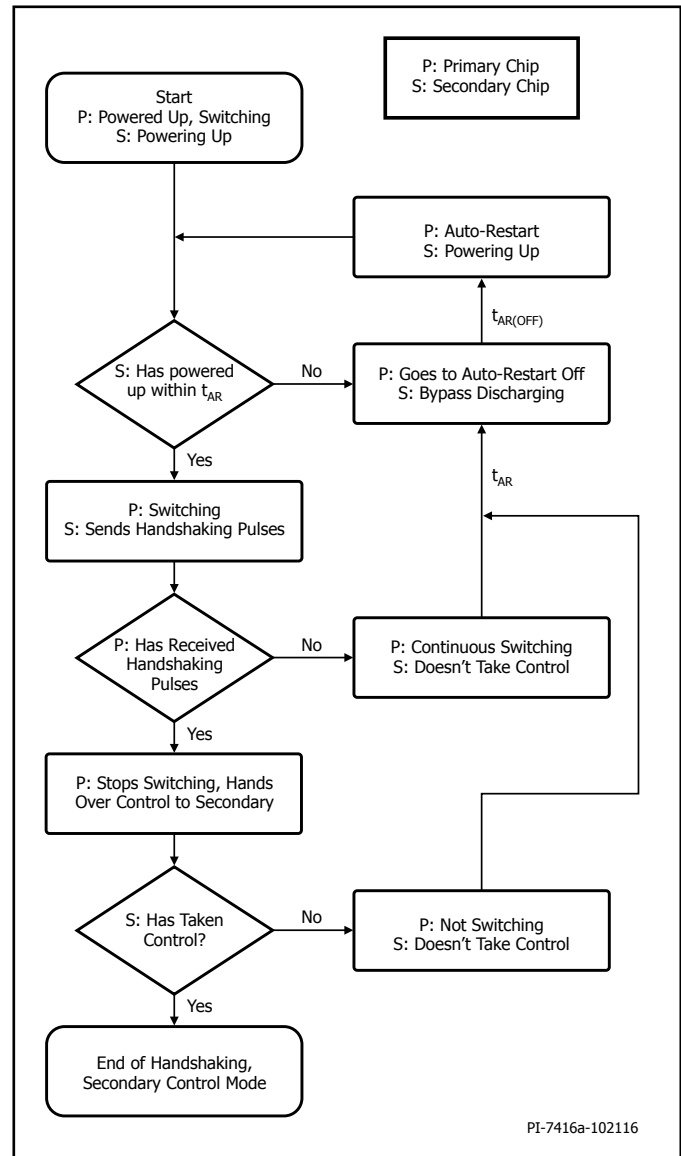 P: Primary Chip
S: Secondary Chip
Start
P: Powered Up, Switching
S: Powering Up
P: Auto-Restart
S: Powering Up
t_AR(OFF)
S: Has powered
up within t_AR
No
P: Goes to Auto-Restart Off
S: Bypass Discharging
Yes
t_AR
P: Switching
S: Sends Handshaking Pulses
P: Has Received
Handshaking
Pulses
No
P: Continuous Switching
S: Doesn’t Take Control
Yes
P: Stops Switching, Hands
Over Control to Secondary
S: Has Taken
Control?
No
P: Not Switching
S: Doesn’t Take Control
Yes
End of Handshaking,
Secondary Control Mode
PI-7416a-102116